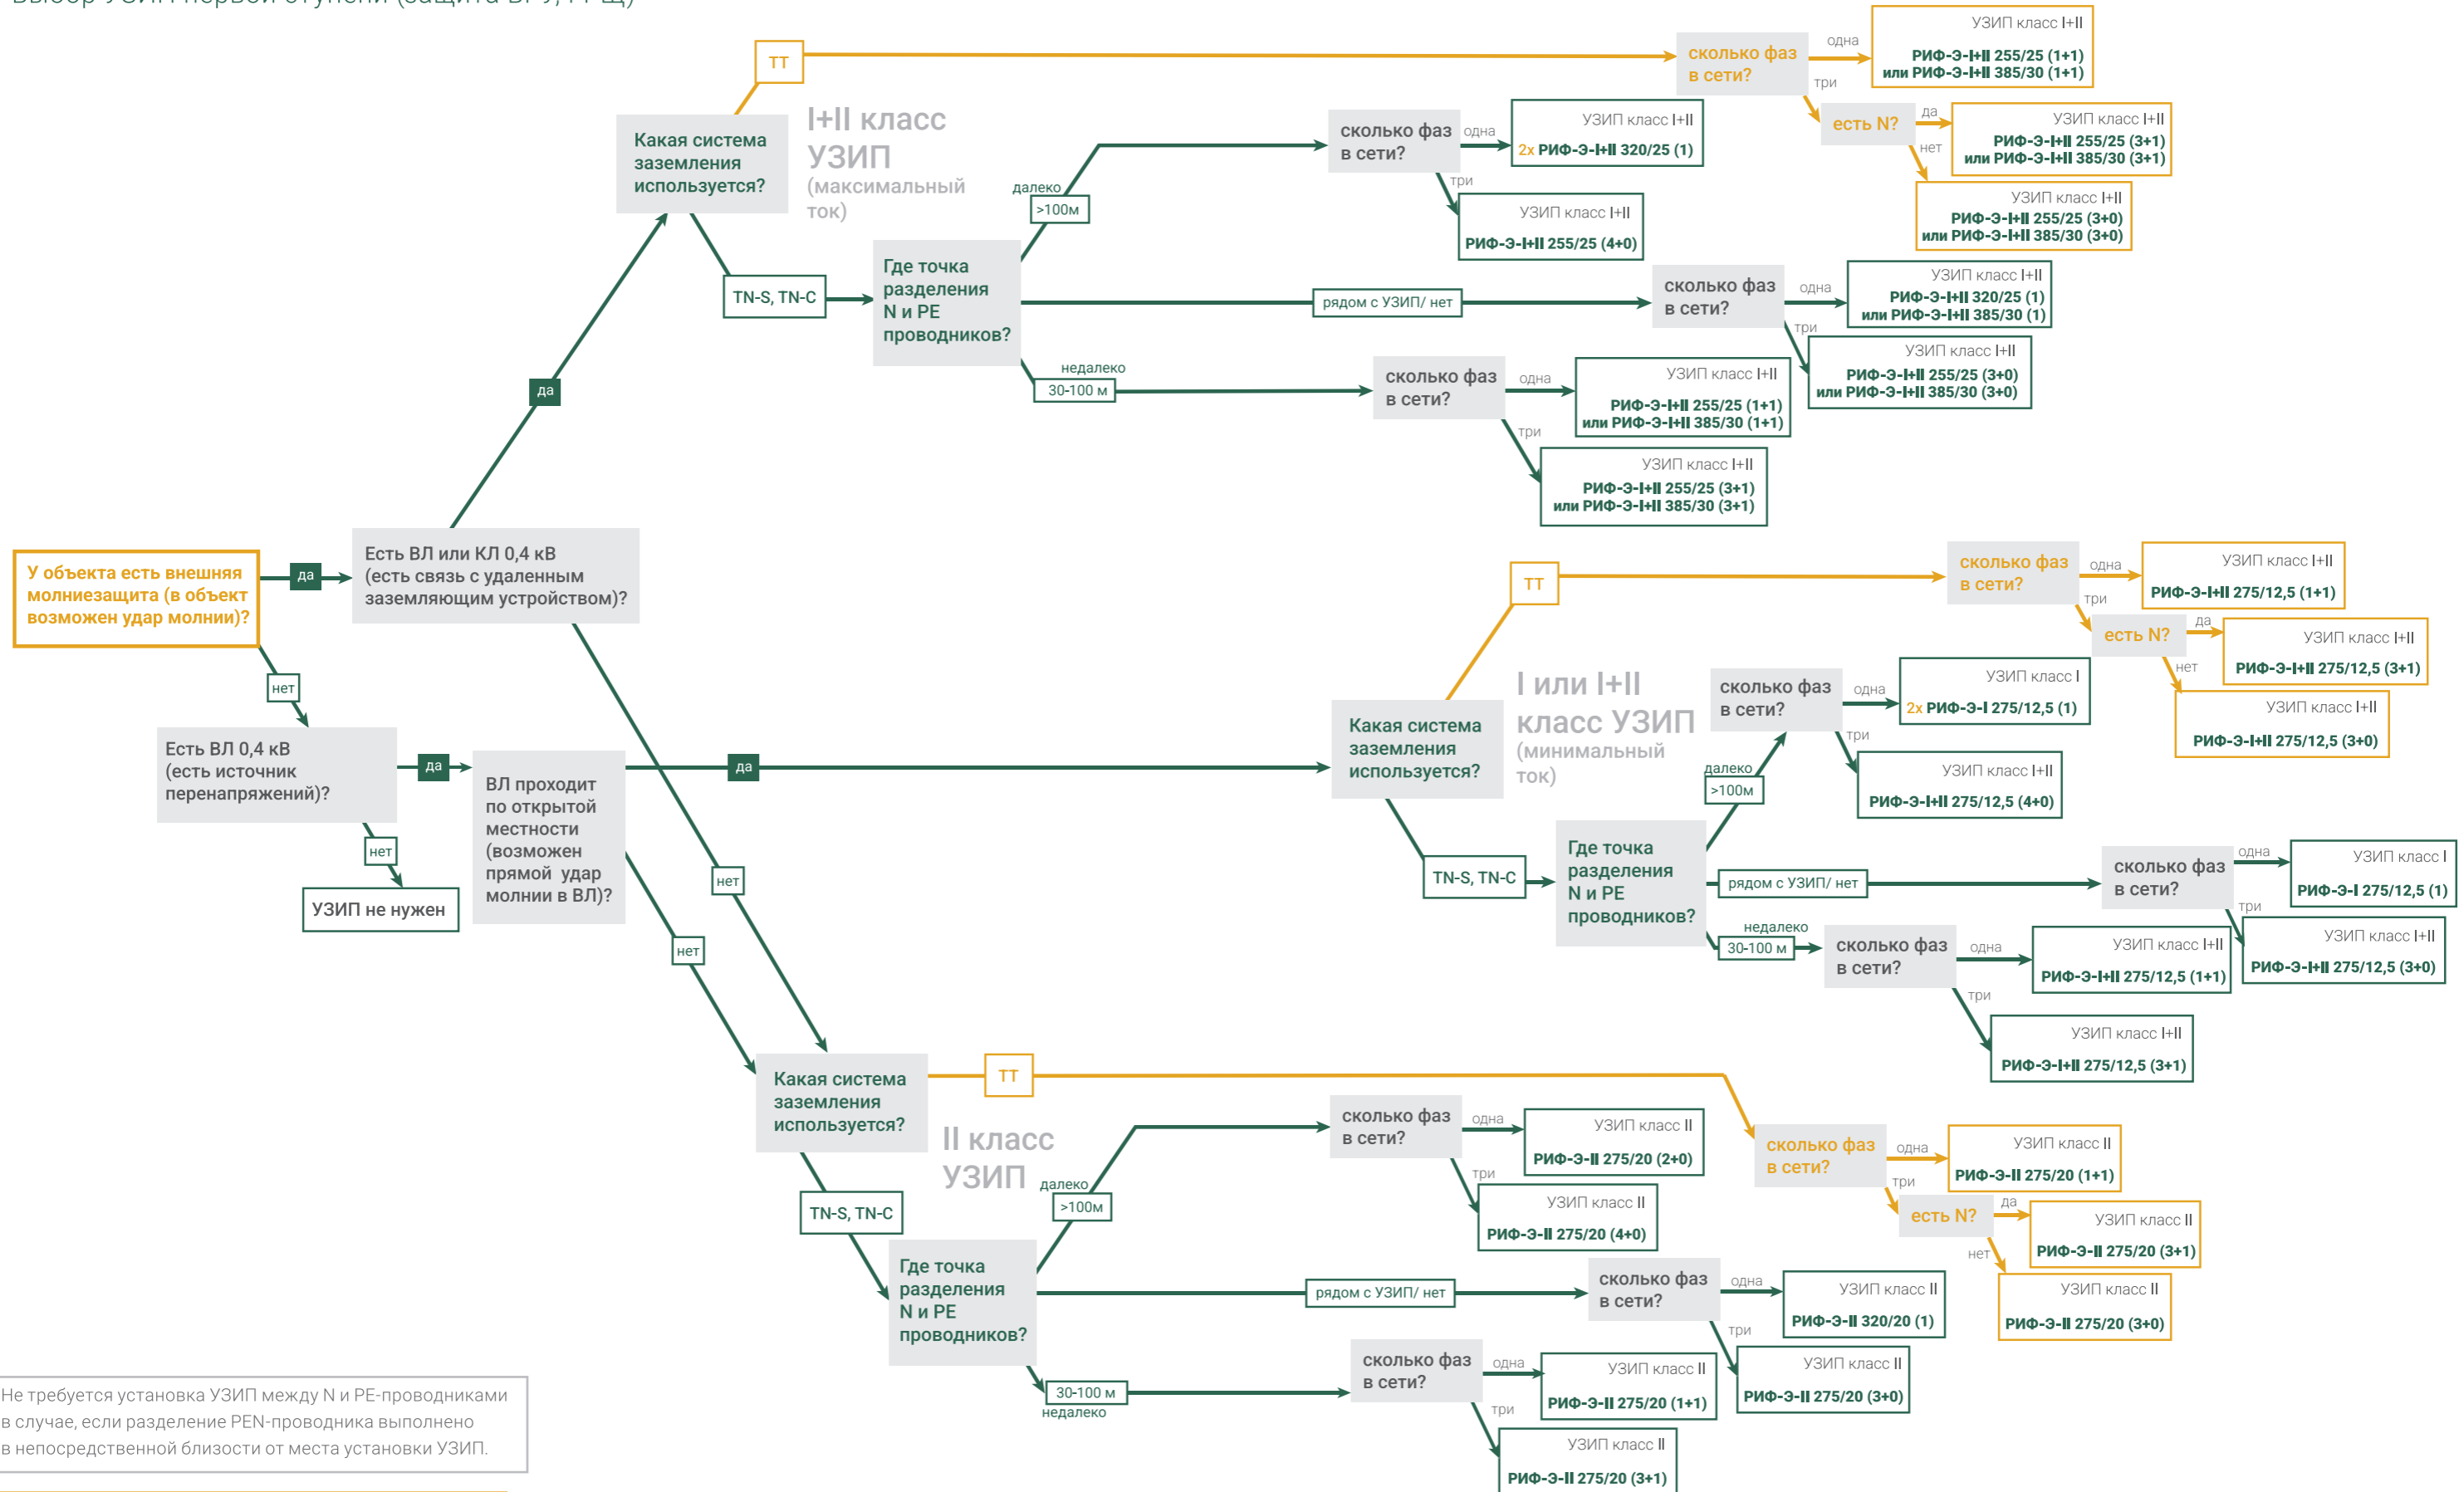 Выбор УЗИП первой ступени (защита ВРУ, ГРЩ)
У объекта есть внешняя
молниезащита (в объект
возможен удар молнии)?
да
нет
Есть ВЛ или КЛ 0,4 кВ
(есть связь с удаленным
заземляющим устройством)?
да
нет
Есть ВЛ 0,4 кВ
(есть источник
перенапряжений)?
да
нет
УЗИП не нужен
ВЛ проходит
по открытой
местности
(возможен
прямой удар
молнии в ВЛ)?
да
нет
Какая система
заземления
используется?
I+II класс
УЗИП
(максимальный
ток)
ТТ
сколько фаз
в сети?
одна
УЗИП класс I+II
РИФ-Э-I+II 255/25 (1+1)
или РИФ-Э-I+II 385/30 (1+1)
три
есть N?
да
УЗИП класс I+II
РИФ-Э-I+II 255/25 (3+1)
или РИФ-Э-I+II 385/30 (3+1)
нет
УЗИП класс I+II
РИФ-Э-I+II 255/25 (3+0)
или РИФ-Э-I+II 385/30 (3+0)
TN-S, TN-C
Где точка
разделения
N и PE
проводников?
далеко
>100м
сколько фаз
в сети?
одна
УЗИП класс I+II
2х РИФ-Э-I+II 320/25 (1)
три
УЗИП класс I+II
РИФ-Э-I+II 255/25 (4+0)
рядом с УЗИП/ нет
сколько фаз
в сети?
одна
УЗИП класс I+II
РИФ-Э-I+II 320/25 (1)
или РИФ-Э-I+II 385/30 (1)
три
УЗИП класс I+II
РИФ-Э-I+II 255/25 (3+0)
или РИФ-Э-I+II 385/30 (3+0)
недалеко
30-100 м
сколько фаз
в сети?
одна
УЗИП класс I+II
РИФ-Э-I+II 255/25 (1+1)
или РИФ-Э-I+II 385/30 (1+1)
три
УЗИП класс I+II
РИФ-Э-I+II 255/25 (3+1)
или РИФ-Э-I+II 385/30 (3+1)
Какая система
заземления
используется?
I или I+II
класс УЗИП
(минимальный
ток)
ТТ
сколько фаз
в сети?
одна
УЗИП класс I+II
РИФ-Э-I+II 275/12,5 (1+1)
три
есть N?
да
УЗИП класс I+II
РИФ-Э-I+II 275/12,5 (3+1)
нет
УЗИП класс I+II
РИФ-Э-I+II 275/12,5 (3+0)
TN-S, TN-C
Где точка
разделения
N и PE
проводников?
далеко
>100м
сколько фаз
в сети?
одна
УЗИП класс I
2х РИФ-Э-I 275/12,5 (1)
три
УЗИП класс I+II
РИФ-Э-I+II 275/12,5 (4+0)
рядом с УЗИП/ нет
сколько фаз
в сети?
одна
УЗИП класс I
РИФ-Э-I 275/12,5 (1)
три
УЗИП класс I+II
РИФ-Э-I+II 275/12,5 (3+0)
недалеко
30-100 м
сколько фаз
в сети?
одна
УЗИП класс I+II
РИФ-Э-I+II 275/12,5 (1+1)
три
УЗИП класс I+II
РИФ-Э-I+II 275/12,5 (3+1)
Какая система
заземления
используется?
II класс
УЗИП
ТТ
сколько фаз
в сети?
одна
УЗИП класс II
РИФ-Э-II 275/20 (1+1)
три
есть N?
да
УЗИП класс II
РИФ-Э-II 275/20 (3+1)
нет
УЗИП класс II
РИФ-Э-II 275/20 (3+0)
TN-S, TN-C
Где точка
разделения
N и PE
проводников?
далеко
>100м
сколько фаз
в сети?
одна
УЗИП класс II
РИФ-Э-II 275/20 (2+0)
три
УЗИП класс II
РИФ-Э-II 275/20 (4+0)
рядом с УЗИП/ нет
сколько фаз
в сети?
одна
УЗИП класс II
РИФ-Э-II 320/20 (1)
три
УЗИП класс II
РИФ-Э-II 275/20 (3+0)
30-100 м
недалеко
сколько фаз
в сети?
одна
УЗИП класс II
РИФ-Э-II 275/20 (1+1)
три
УЗИП класс II
РИФ-Э-II 275/20 (3+1)
Не требуется установка УЗИП между N и PE-проводниками
в случае, если разделение PEN-проводника выполнено
в непосредственной близости от места установки УЗИП.